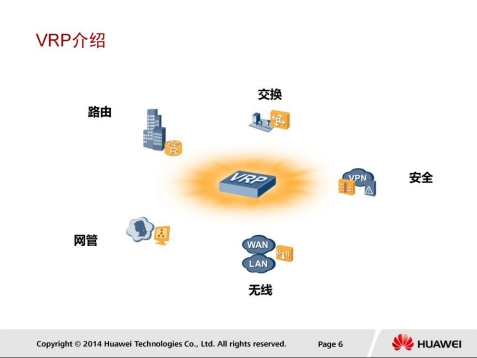 VRP介绍
交换
路由
VPN
安全
VRP
网管
WAN
LAN
无线
Copyright © 2014 Huawei Technologies Co., Ltd. All rights reserved.
Page 6
HUAWEI